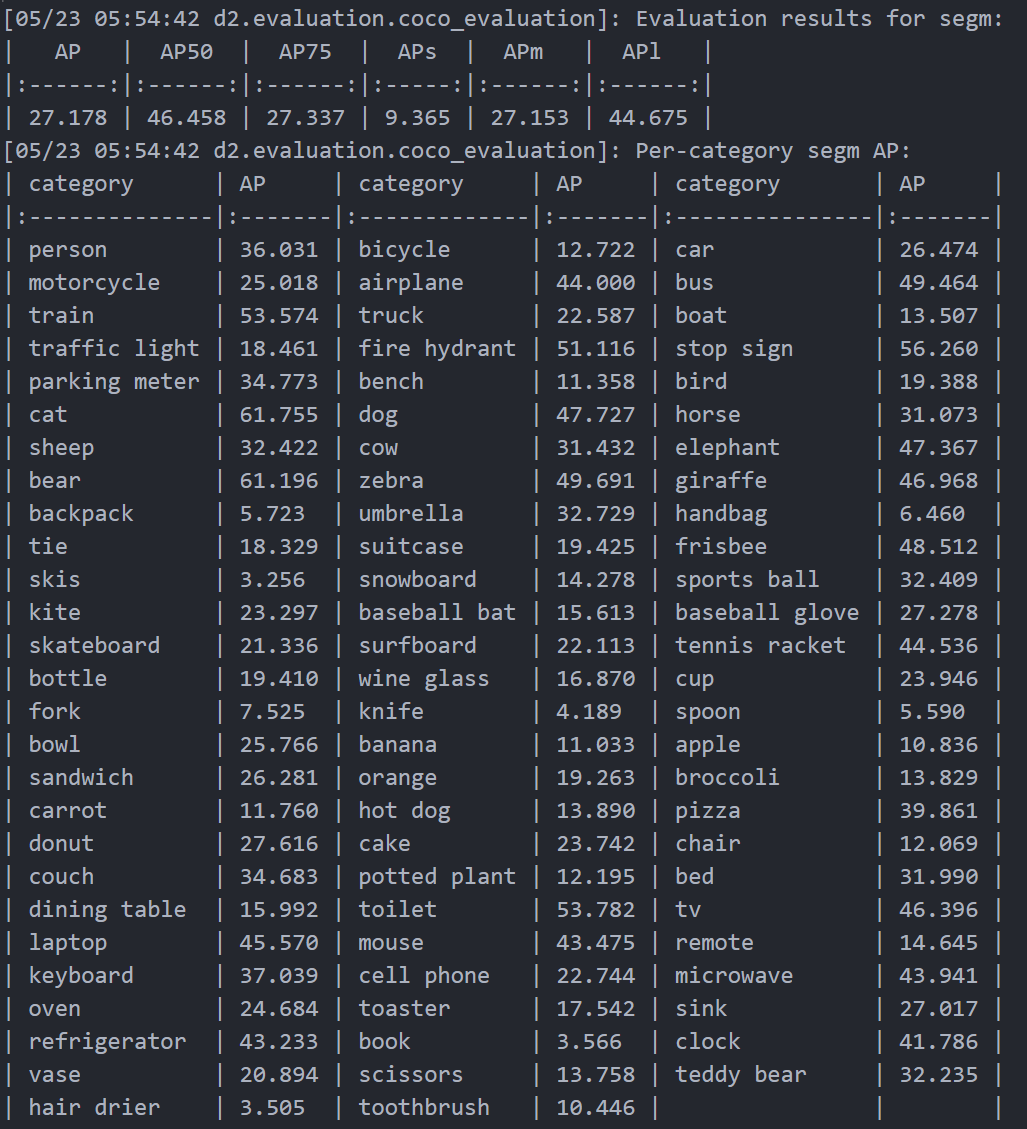 [05/23 05:54:42 d2.evaluation.coco_evaluation]: Evaluation results for segm:
|   AP   |  AP50  |  AP75  |  APs  |  APm   |  APl   |
|:------:|:------:|:------:|:-----:|:------:|:------:|
| 27.178 | 46.458 | 27.337 | 9.365 | 27.153 | 44.675 |
[05/23 05:54:42 d2.evaluation.coco_evaluation]: Per-category segm AP:
| category      | AP     | category     | AP     | category       | AP     |
|:--------------|:-------|:-------------|:-------|:---------------|:-------|
| person        | 36.031 | bicycle      | 12.722 | car            | 26.474 |
| motorcycle    | 25.018 | airplane     | 44.000 | bus            | 49.464 |
| train         | 53.574 | truck        | 22.587 | boat           | 13.507 |
| traffic light | 18.461 | fire hydrant | 51.116 | stop sign      | 56.260 |
| parking meter | 34.773 | bench        | 11.358 | bird           | 19.388 |
| cat           | 61.755 | dog          | 47.727 | horse          | 31.073 |
| sheep         | 32.422 | cow          | 31.432 | elephant       | 47.367 |
| bear          | 61.196 | zebra        | 49.691 | giraffe        | 46.968 |
| backpack      | 5.723  | umbrella     | 32.729 | handbag        | 6.460  |
| tie           | 18.329 | suitcase     | 19.425 | frisbee        | 48.512 |
| skis          | 3.256  | snowboard    | 14.278 | sports ball    | 32.409 |
| kite          | 23.297 | baseball bat | 15.613 | baseball glove | 27.278 |
| skateboard    | 21.336 | surfboard    | 22.113 | tennis racket  | 44.536 |
| bottle        | 19.410 | wine glass   | 16.870 | cup            | 23.946 |
| fork          | 7.525  | knife        | 4.189  | spoon          | 5.590  |
| bowl          | 25.766 | banana       | 11.033 | apple          | 10.836 |
| sandwich      | 26.281 | orange       | 19.263 | broccoli       | 13.829 |
| carrot        | 11.760 | hot dog      | 13.890 | pizza          | 39.861 |
| donut         | 27.616 | cake         | 23.742 | chair          | 12.069 |
| couch         | 34.683 | potted plant | 12.195 | bed            | 31.990 |
| dining table  | 15.992 | toilet       | 53.782 | tv             | 46.396 |
| laptop        | 45.570 | mouse        | 43.475 | remote         | 14.645 |
| keyboard      | 37.039 | cell phone   | 22.744 | microwave      | 43.941 |
| oven          | 24.684 | toaster      | 17.542 | sink           | 27.017 |
| refrigerator  | 43.233 | book         | 3.566  | clock          | 41.786 |
| vase          | 20.894 | scissors     | 13.758 | teddy bear     | 32.235 |
| hair drier    | 3.505  | toothbrush   | 10.446 |                |        |